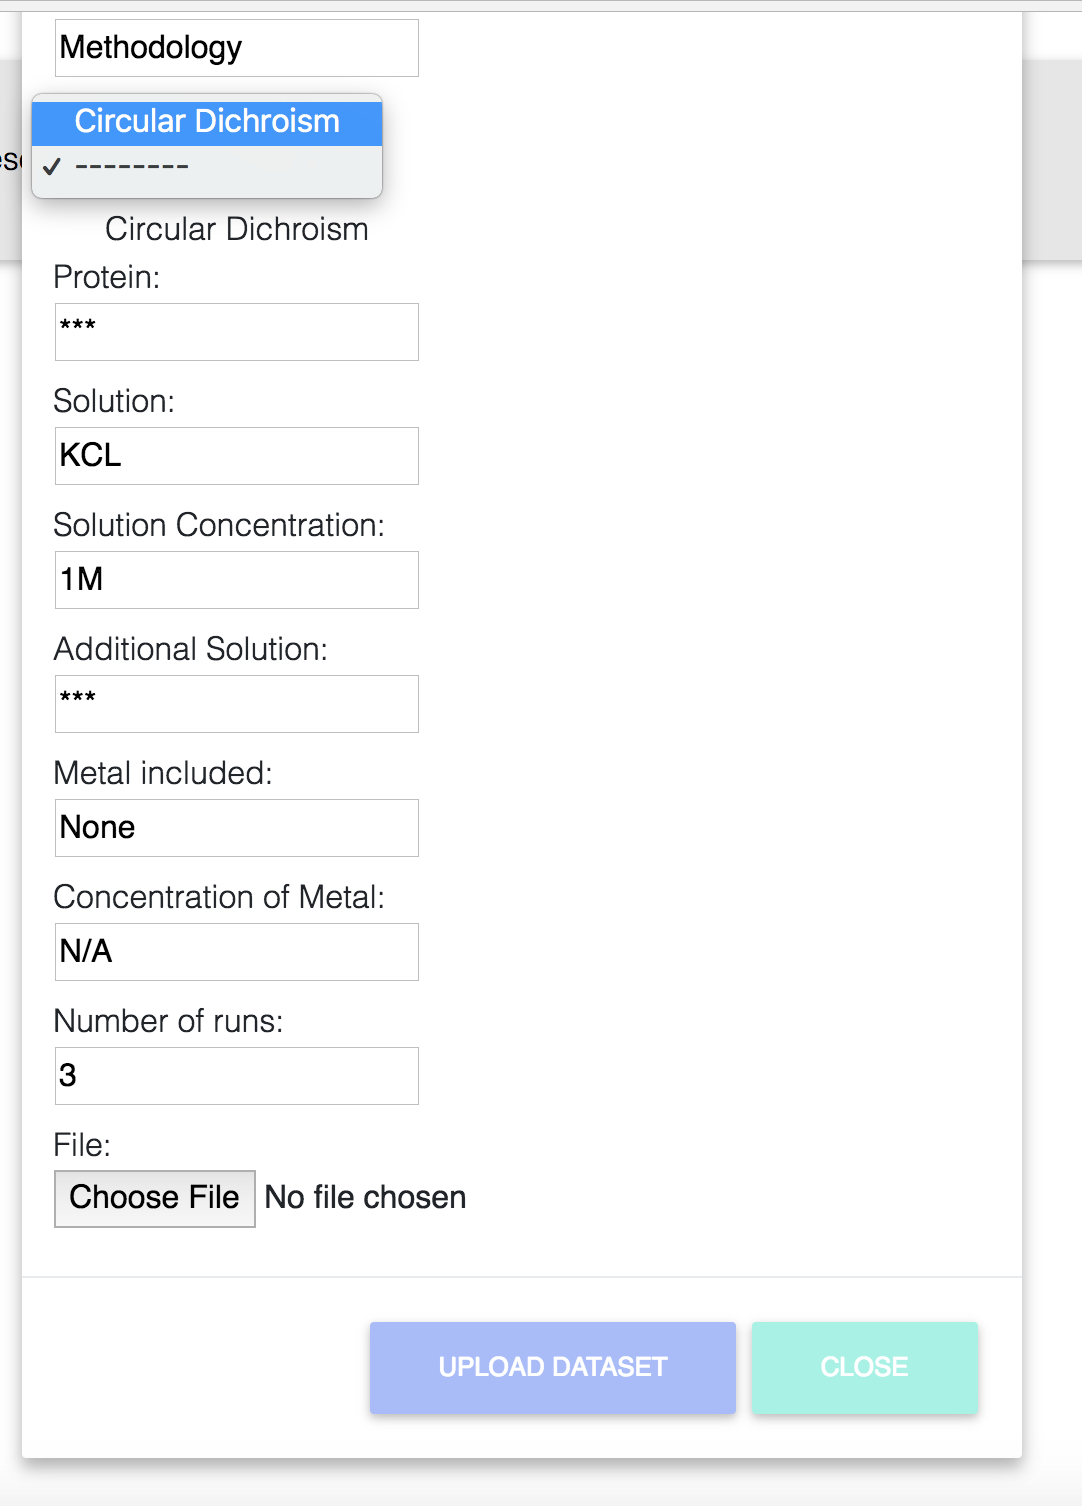 Methodology
Circular Dichroism
✓ --------
Circular Dichroism
Protein:
***
Solution:
KCL
Solution Concentration:
1M
Additional Solution:
***
Metal included:
None
Concentration of Metal:
N/A
Number of runs:
3
File:
Choose File No file chosen
UPLOAD DATASET CLOSE